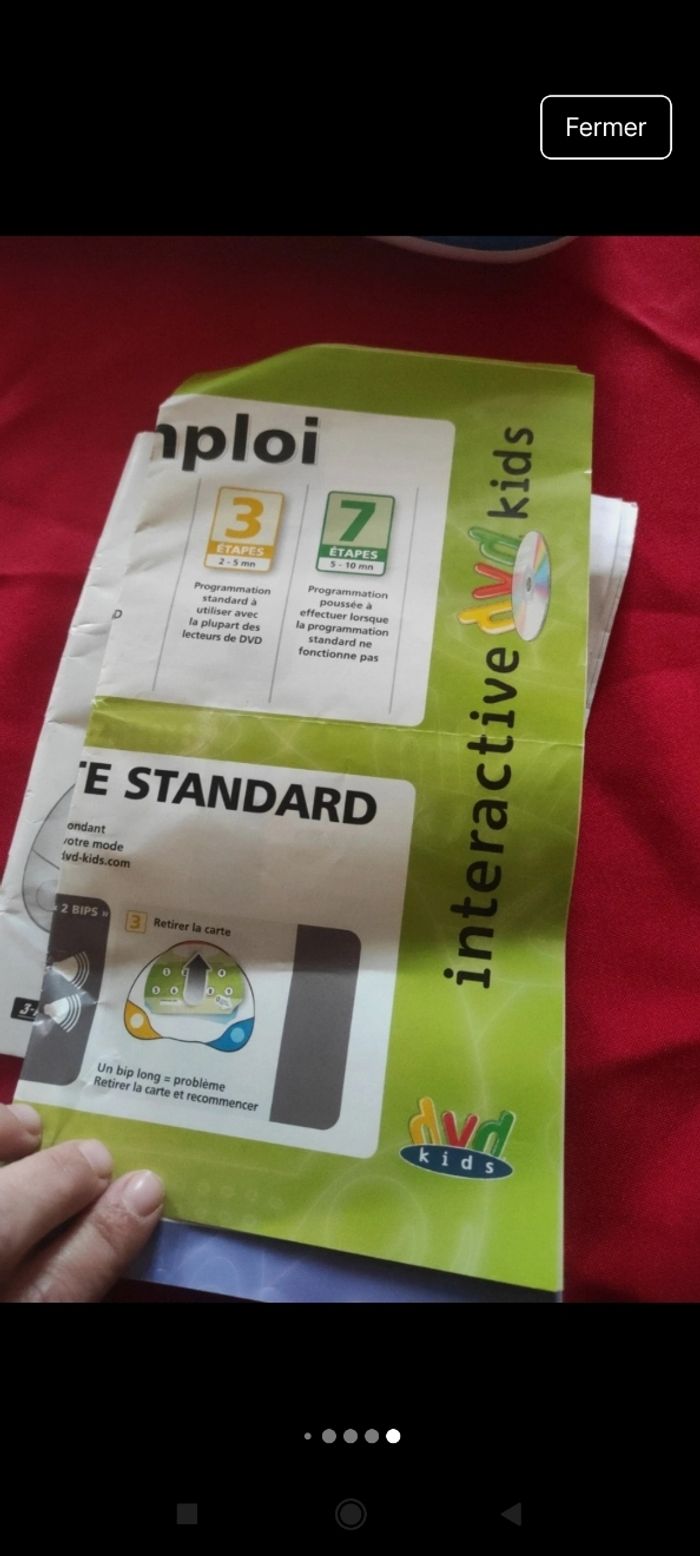 Fermer
mploi
3
ÉTAPES
2 - 5 mn
Programmation
standard à
utiliser avec
la plupart des
lecteurs de DVD
7
ÉTAPES
5 - 10 mn
Programmation
poussée à
effectuer lorsque
la programmation
standard ne
fonctionne pas
interactive dvd kids
TE STANDARD
ondant
votre mode
dvd-kids.com
2 BIPS »
3 Retirer la carte
Un bip long = problème
Retirer la carte et recommencer
dvd
kids